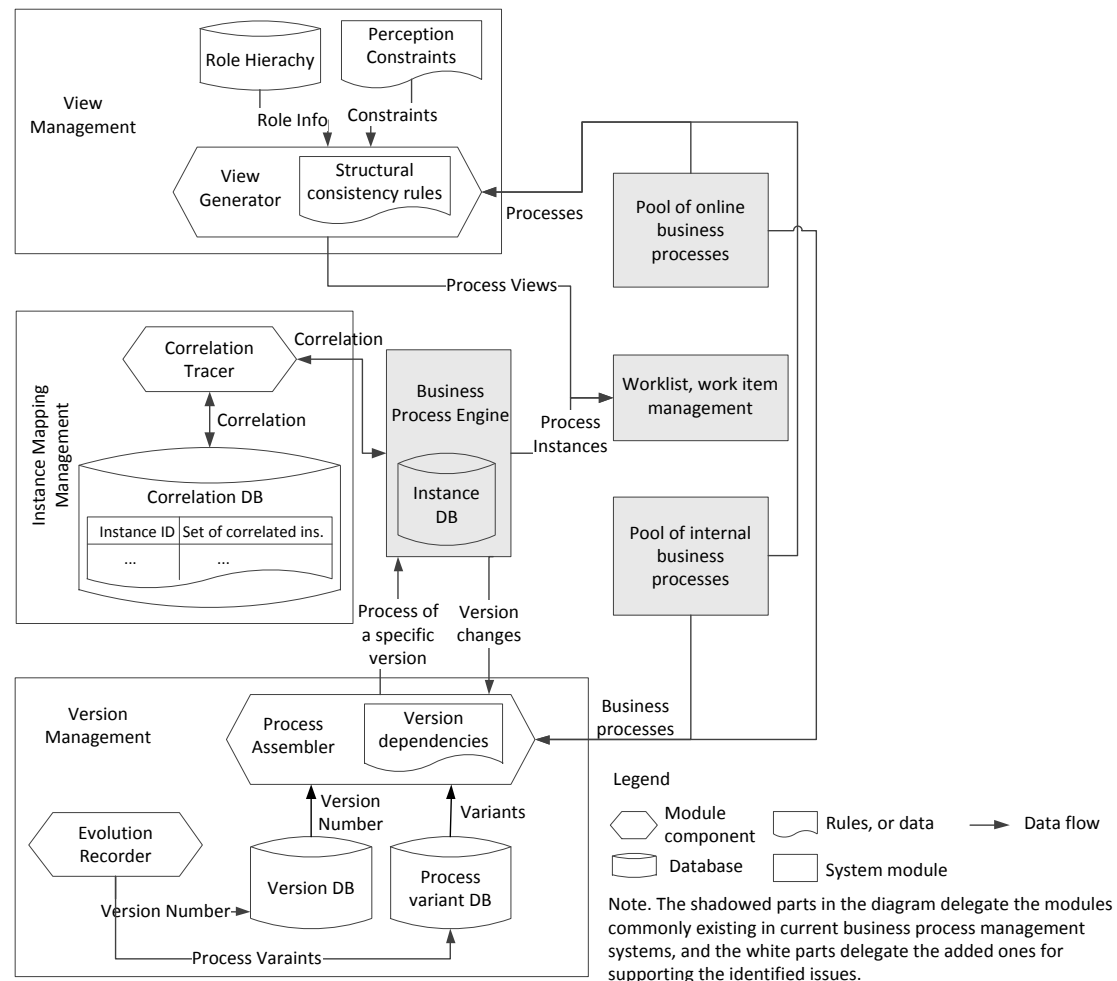 View
Management
Role Hierachy
Perception
Constraints
Role Info
Constraints
View
Generator
Structural
consistency rules
Processes
Pool of online
business
processes
Process Views
Instance Mapping
Management
Correlation
Tracer
Correlation
Correlation
Correlation DB
Instance ID
Set of correlated ins.
...
...
Business
Process Engine
Instance
DB
Process
Instances
Worklist, work item
management
Pool of internal
business
processes
Process of
a specific
version
Version
changes
Business
processes
Version
Management
Process
Assembler
Version
dependencies
Version
Number
Variants
Evolution
Recorder
Version DB
Process
variant DB
Version Number
Process Varaints
Legend
Module
component
Rules, or data
Data flow
Database
System module
Note. The shadowed parts in the diagram delegate the modules
commonly existing in current business process management
systems, and the white parts delegate the added ones for
supporting the identified issues.